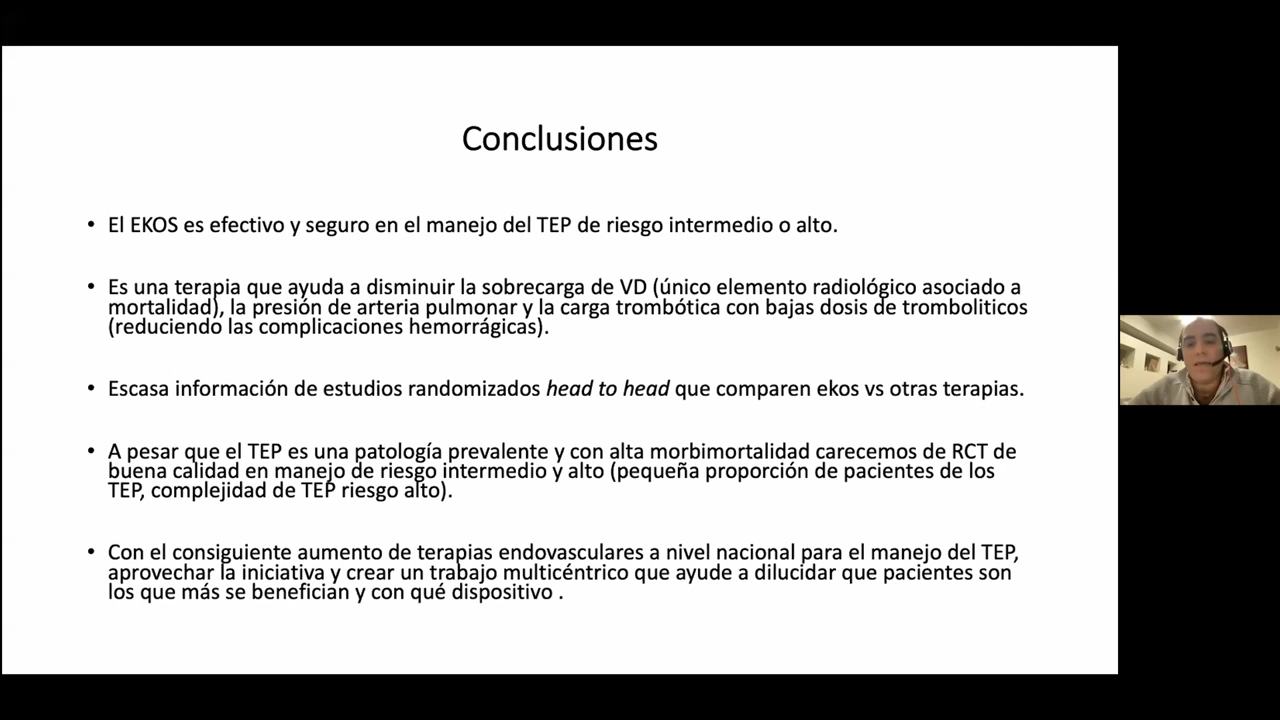 Conclusiones
• El EKOS es efectivo y seguro en el manejo del TEP de riesgo intermedio o alto.
• Es una terapia que ayuda a disminuir la sobrecarga de VD (único elemento radiológico asociado a
mortalidad), la presión de arteria pulmonar y la carga trombótica con bajas dosis de tromboliticos
(reduciendo las complicaciones hemorrágicas).
• Escasa información de estudios randomizados head to head que comparen ekos vs otras terapias.
• A pesar que el TEP es una patología prevalente y con alta morbimortalidad carecemos de RCT de
buena calidad en manejo de riesgo intermedio y alto (pequeña proporción de pacientes de los
TEP, complejidad de TEP riesgo alto).
• Con el consiguiente aumento de terapias endovasculares a nivel nacional para el manejo del TEP,
aprovechar la iniciativa y crear un trabajo multicéntrico que ayude a dilucidar que pacientes son
los que más se benefician y con qué dispositivo .